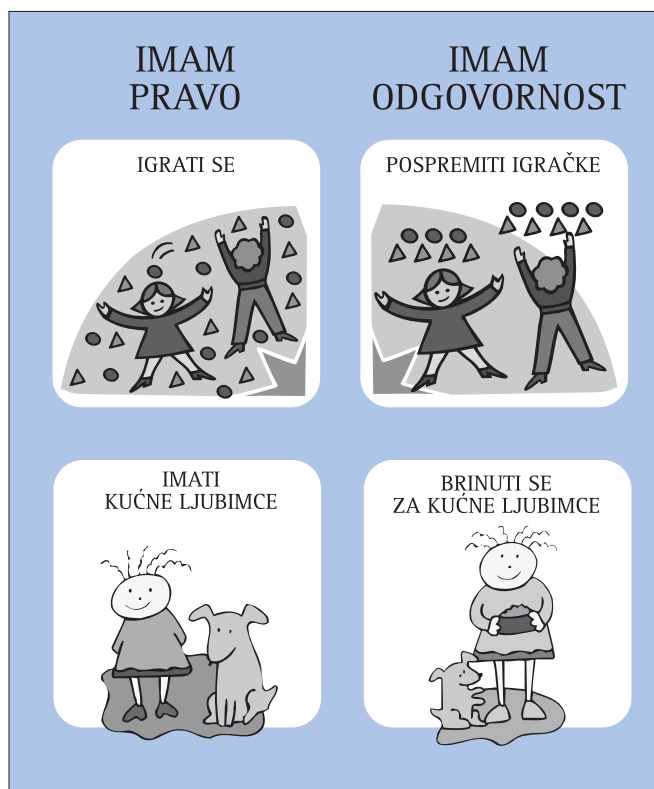 IMAM
PRAVO
IMAM
ODGOVORNOST
IGRATI SE
POSPREMITI IGRAČKE
IMATI
KUĆNE LJUBIMCE
BRINUTI SE
ZA KUĆNE LJUBIMCE